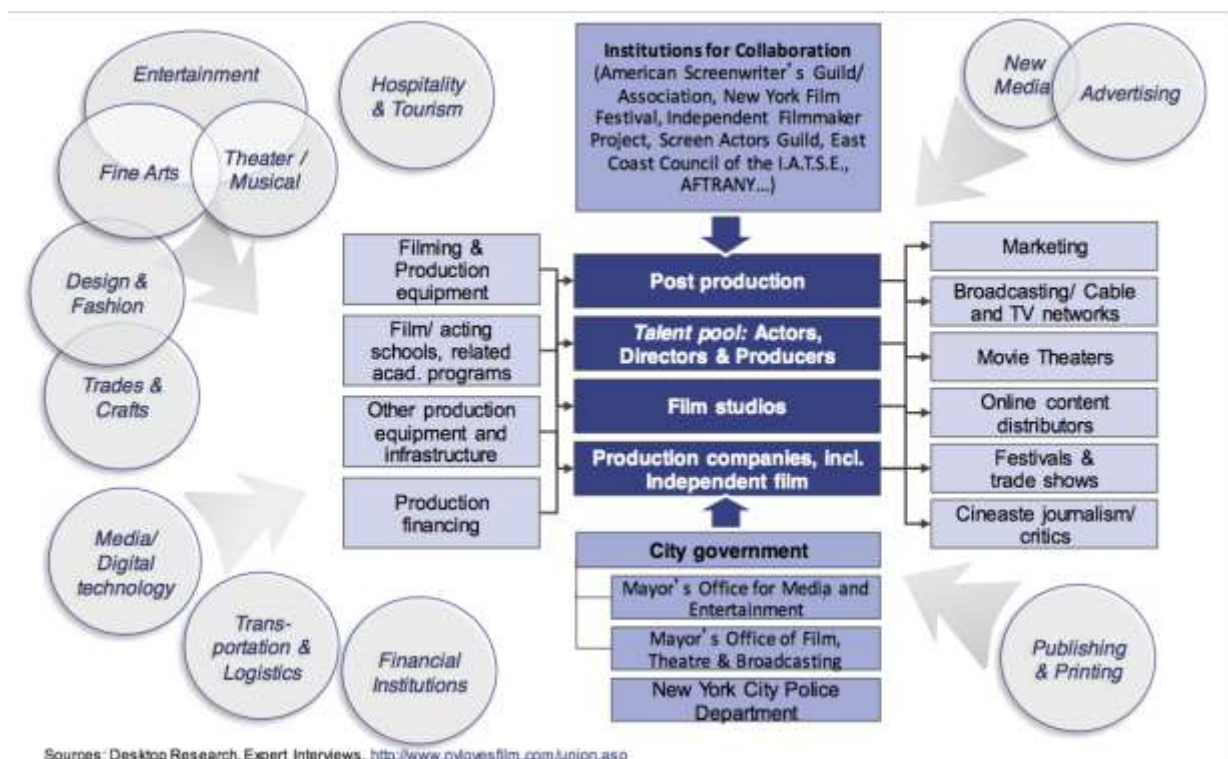 Entertainment
Fine Arts
Theater /
Musical
Hospitality
& Tourism
Design &
Fashion
Trades &
Crafts
Media/
Digital
technology
Trans-
portation &
Logistics
Financial
Institutions
Institutions for Collaboration
(American Screenwriter's Guild/
Association, New York Film
Festival, Independent Filmmaker
Project, Screen Actors Guild, East
Coast Council of the I.A.T.S.E.,
AFTRANY...)
New
Media
Advertising
Filming &
Production
equipment
Film/ acting
schools, related
acad. programs
Other production
equipment and
infrastructure
Production
financing
Post production
Talent pool: Actors,
Directors & Producers
Film studios
Production companies, incl.
Independent film
Marketing
Broadcasting/ Cable
and TV networks
Movie Theaters
Online content
distributors
Festivals &
trade shows
Cineaste journalism/
critics
City government
Mayor's Office for Media and
Entertainment
Mayor's Office of Film,
Theatre & Broadcasting
New York City Police
Department
Publishing
& Printing
Sources: Desktop Research, Expert Interviews, http://www.nylovesfilm.com/union.asp